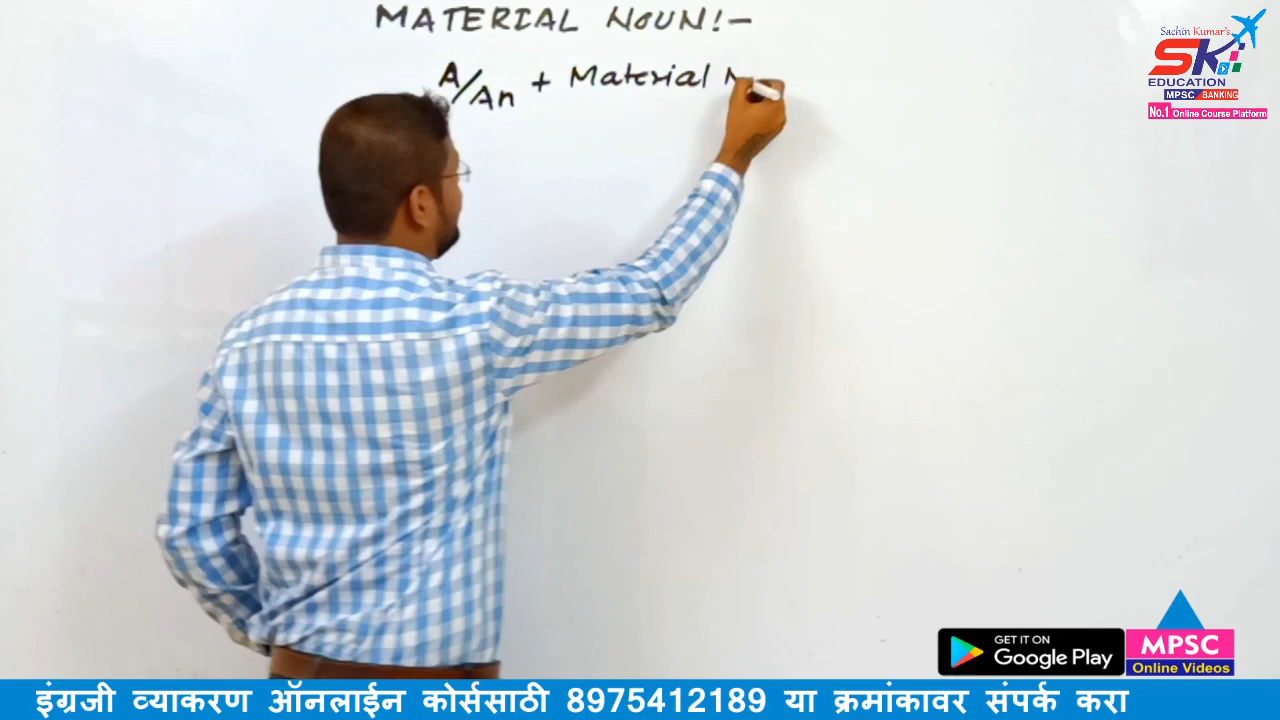 MATERIAL NOUN!-
A/An + Material N
Sachin Kumar's
SK
EDUCATION
MPSC BANKING
No.1 Online Course Platform
GET IT ON
Google Play
MPSC
Online Videos
इंग्रजी व्याकरण ऑनलाईन कोर्ससाठी 8975412189 या क्रमांकावर संपर्क करा